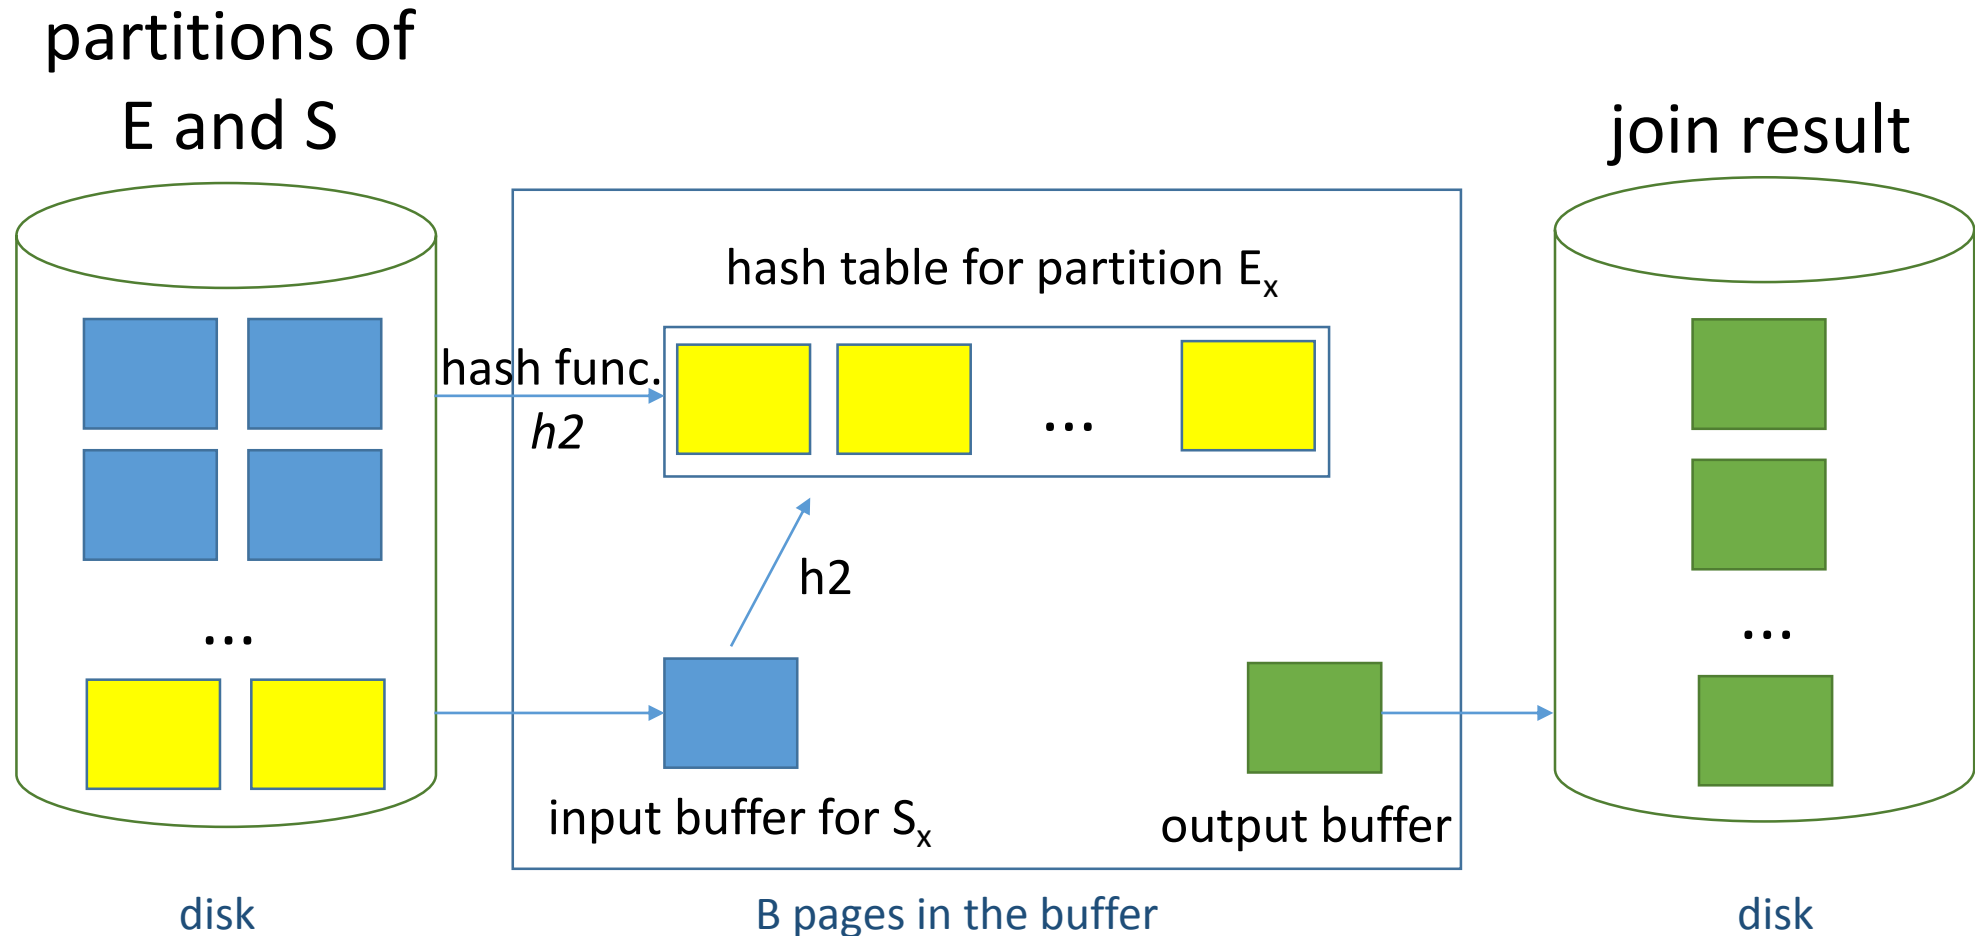 partitions of
E and S
join result
hash table for partition Eₓ
hash func.
h2
...
h2
...
...
input buffer for Sₓ
output buffer
disk
B pages in the buffer
disk